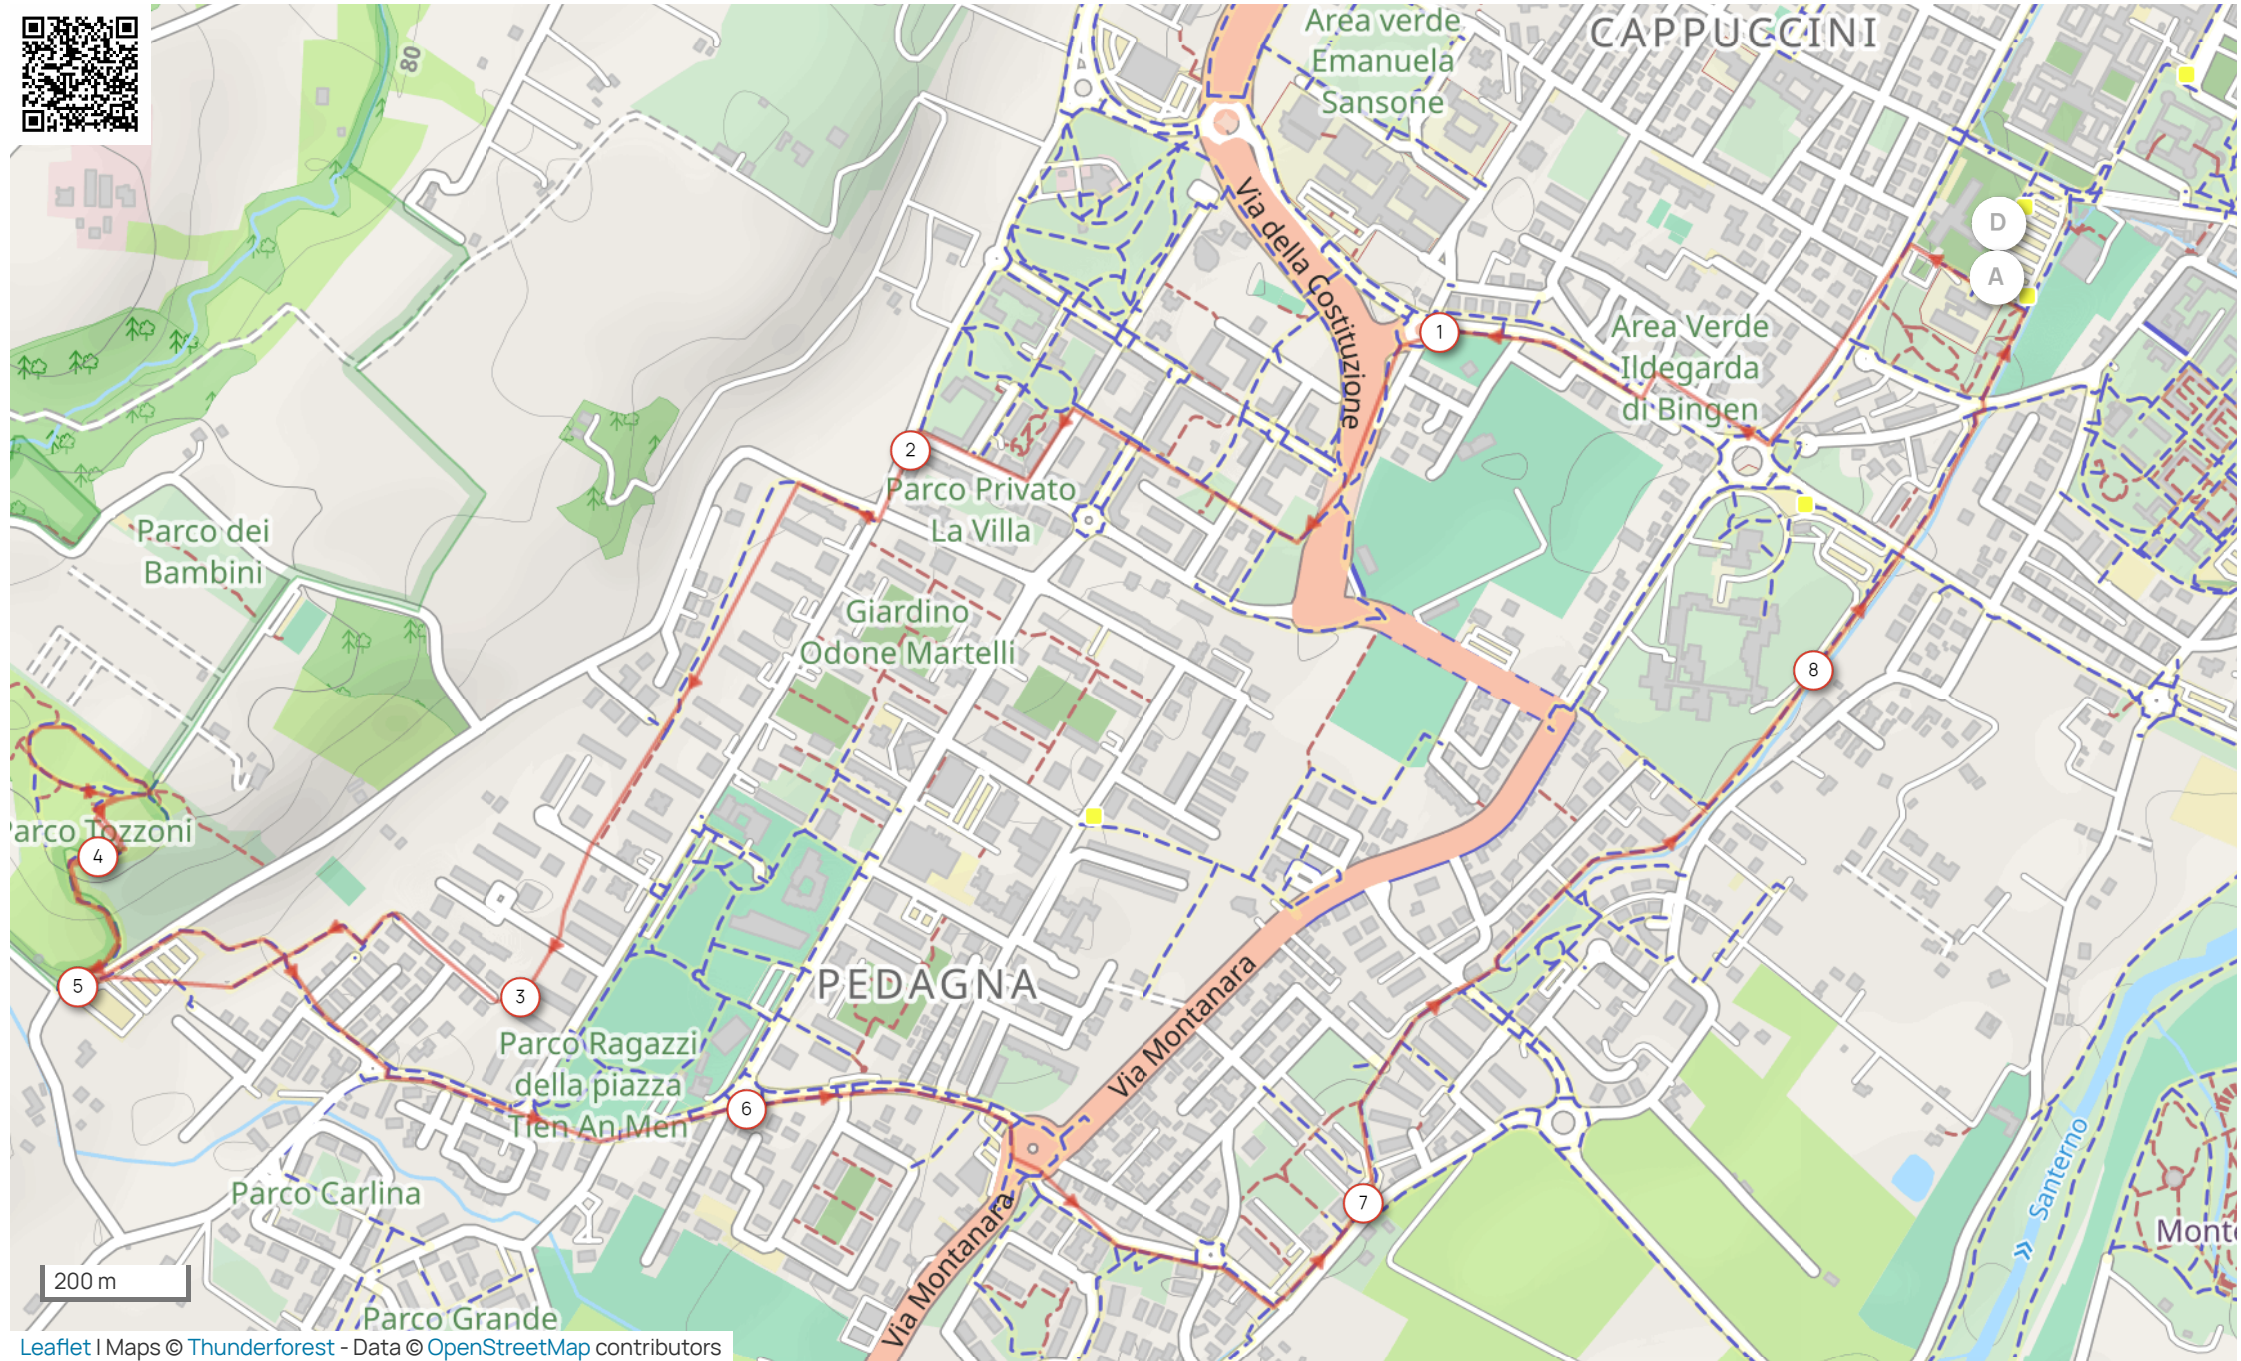 80
Area verde
Emanuela
Sansone
CAPPUCCINI
D
A
Via della Costituzione
1
Area Verde
Ildegarda
di Bingen
2
Parco Privato
La Villa
Parco dei
Bambini
Giardino
Odone Martelli
8
Parco Tozzoni
4
5
3
PEDAGNA
Via Montanara
Parco Ragazzi
della piazza
Tien An Men
6
7
Santerno
Parco Carlina
Via Montanara
200 m
Parco Grande
Leaflet | Maps © Thunderforest - Data © OpenStreetMap contributors